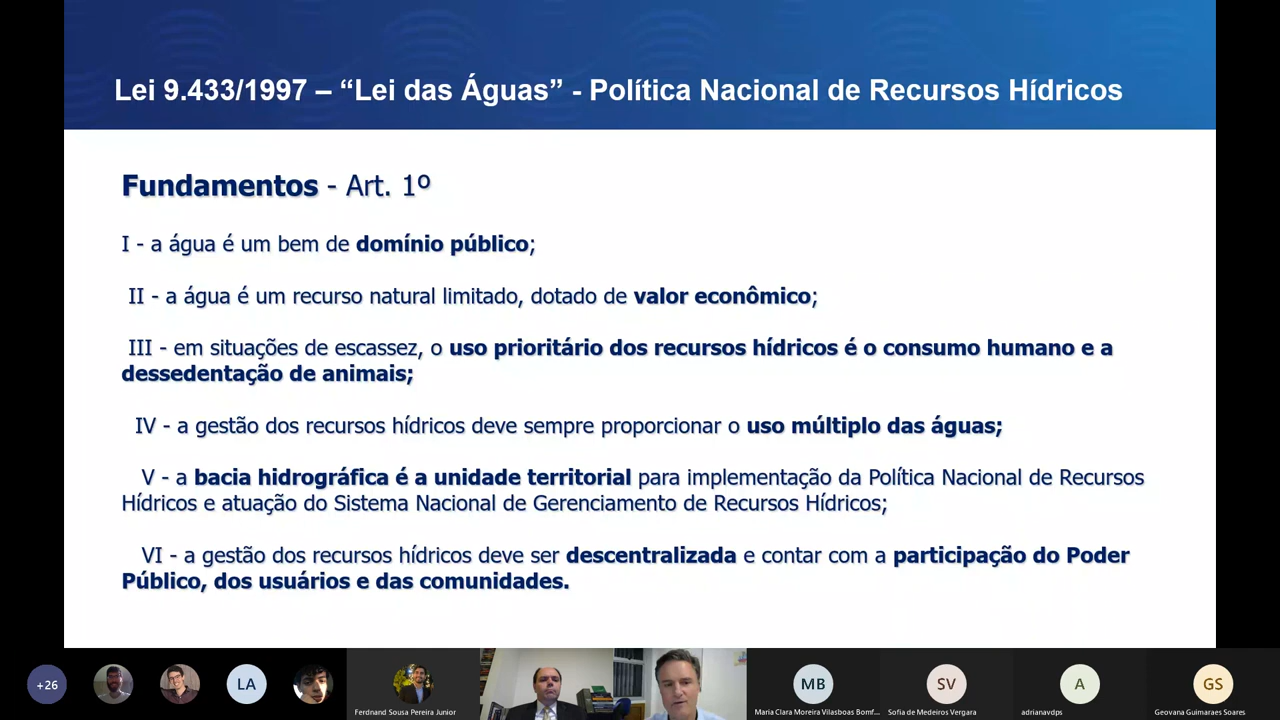 Lei 9.433/1997 – “Lei das Águas” - Política Nacional de Recursos Hídricos
Fundamentos - Art. 1º
I - a água é um bem de domínio público;
II - a água é um recurso natural limitado, dotado de valor econômico;
III - em situações de escassez, o uso prioritário dos recursos hídricos é o consumo humano e a
dessedentação de animais;
IV - a gestão dos recursos hídricos deve sempre proporcionar o uso múltiplo das águas;
V - a bacia hidrográfica é a unidade territorial para implementação da Política Nacional de Recursos
Hídricos e atuação do Sistema Nacional de Gerenciamento de Recursos Hídricos;
VI - a gestão dos recursos hídricos deve ser descentralizada e contar com a participação do Poder
Público, dos usuários e das comunidades.
+26
LA
MB
SV
A
GS
Ferdnand Sousa Pereira Junior
Maria Clara Moreira Vilasboas Bomf...
Sofia de Medeiros Vergara
adrianavdps
Geovana Guimaraes Soares